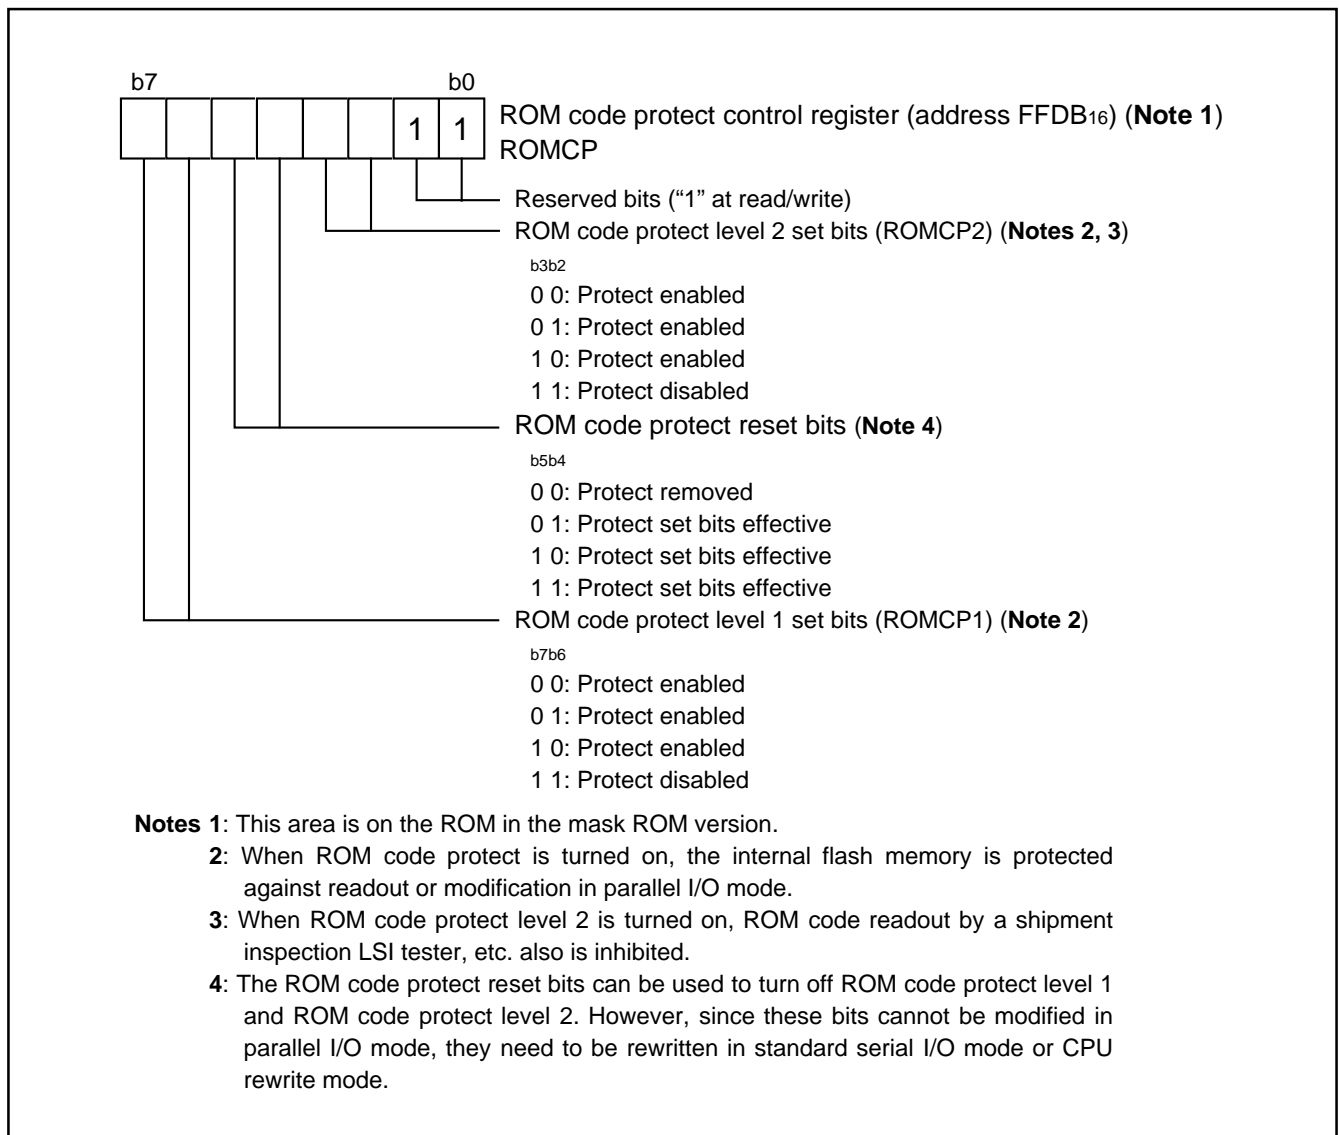 b7 b0
1 1
ROM code protect control register (address FFDB16) (Note 1)
ROMCP
Reserved bits (“1” at read/write)
ROM code protect level 2 set bits (ROMCP2) (Notes 2, 3)
b3b2
0 0: Protect enabled
0 1: Protect enabled
1 0: Protect enabled
1 1: Protect disabled
ROM code protect reset bits (Note 4)
b5b4
0 0: Protect removed
0 1: Protect set bits effective
1 0: Protect set bits effective
1 1: Protect set bits effective
ROM code protect level 1 set bits (ROMCP1) (Note 2)
b7b6
0 0: Protect enabled
0 1: Protect enabled
1 0: Protect enabled
1 1: Protect disabled
Notes 1: This area is on the ROM in the mask ROM version.
2: When ROM code protect is turned on, the internal flash memory is protected
against readout or modification in parallel I/O mode.
3: When ROM code protect level 2 is turned on, ROM code readout by a shipment
inspection LSI tester, etc. also is inhibited.
4: The ROM code protect reset bits can be used to turn off ROM code protect level 1
and ROM code protect level 2. However, since these bits cannot be modified in
parallel I/O mode, they need to be rewritten in standard serial I/O mode or CPU
rewrite mode.